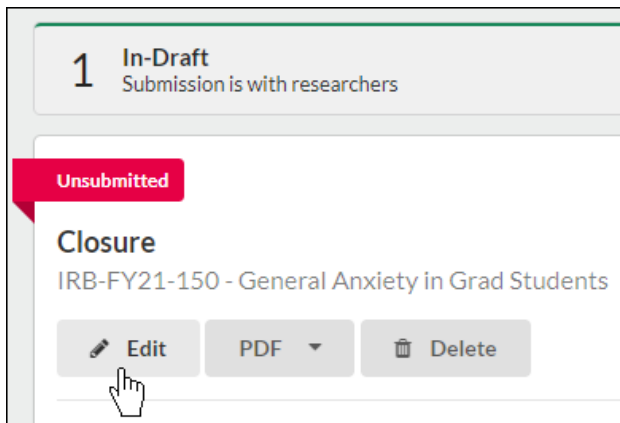 1
In-Draft
Submission is with researchers
Unsubmitted
Closure
IRB-FY21-150 - General Anxiety in Grad Students
Edit PDF Delete